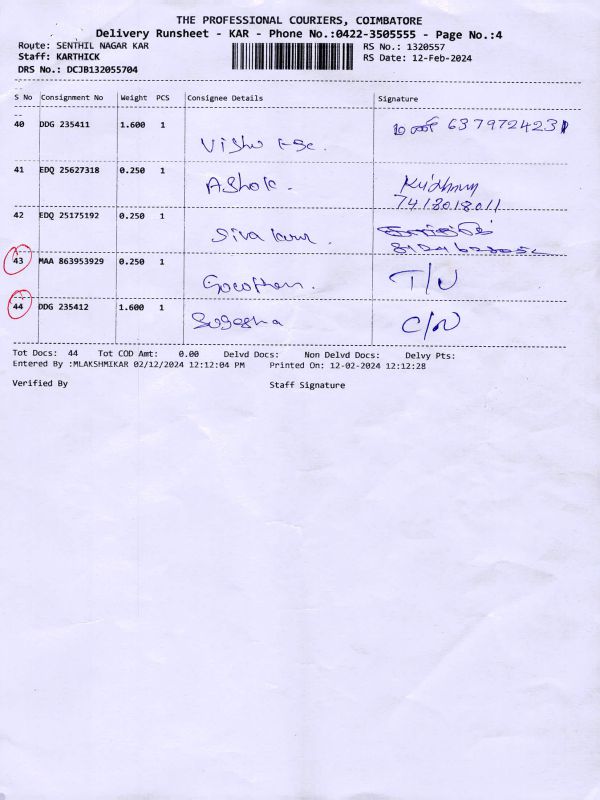 THE PROFESSIONAL COURIERS, COIMBATORE
Delivery Runsheet - KAR - Phone No.:0422-3505555 - Page No.:4
Route: SENTHIL NAGAR KAR
RS No.: 1320557
Staff: KARTHICK
RS Date: 12-Feb-2024
DRS No.: DCJB132055704
S No Consignment No Weight PCS Consignee Details Signature
40 DDG 235411 1.600 1 மணி 6379724231
Vishu Esc.
41 EDQ 25627318 0.250 1
Ashok.
7418018011
42 EDQ 25175192 0.250 1
Siva kumar.
43 MAA 863953929 0.250 1 T/U
44 DDG 235412 1.600 1
C/N
Tot Docs: 44 Tot COD Amt: 0.00 Delvd Docs: Non Delvd Docs: Delvy Pts:
Entered By :MLAKSHMIKAR 02/12/2024 12:12:04 PM Printed On: 12-02-2024 12:12:28
Verified By Staff Signature